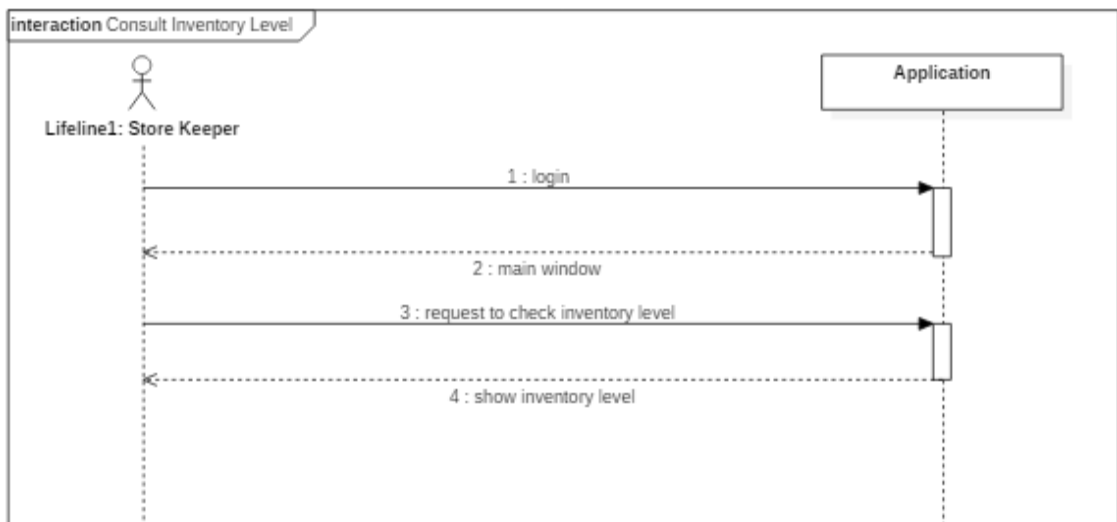 interaction Consult Inventory Level
Application
Lifeline1: Store Keeper
1 : login
2 : main window
3 : request to check inventory level
4 : show inventory level